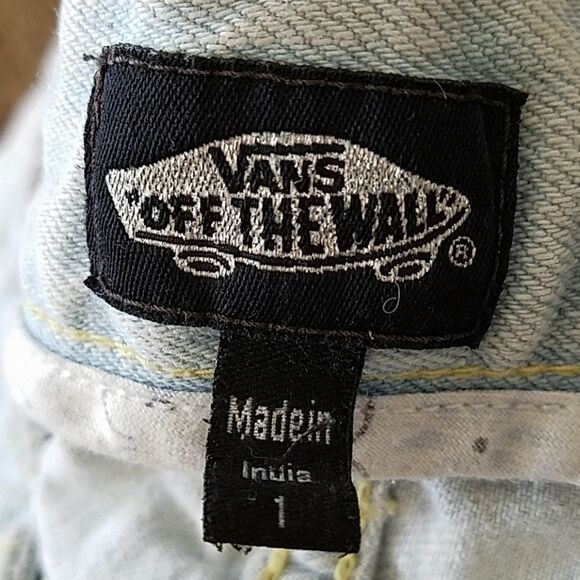 VANS
"OFF THE WALL"
®
Made in
India
1